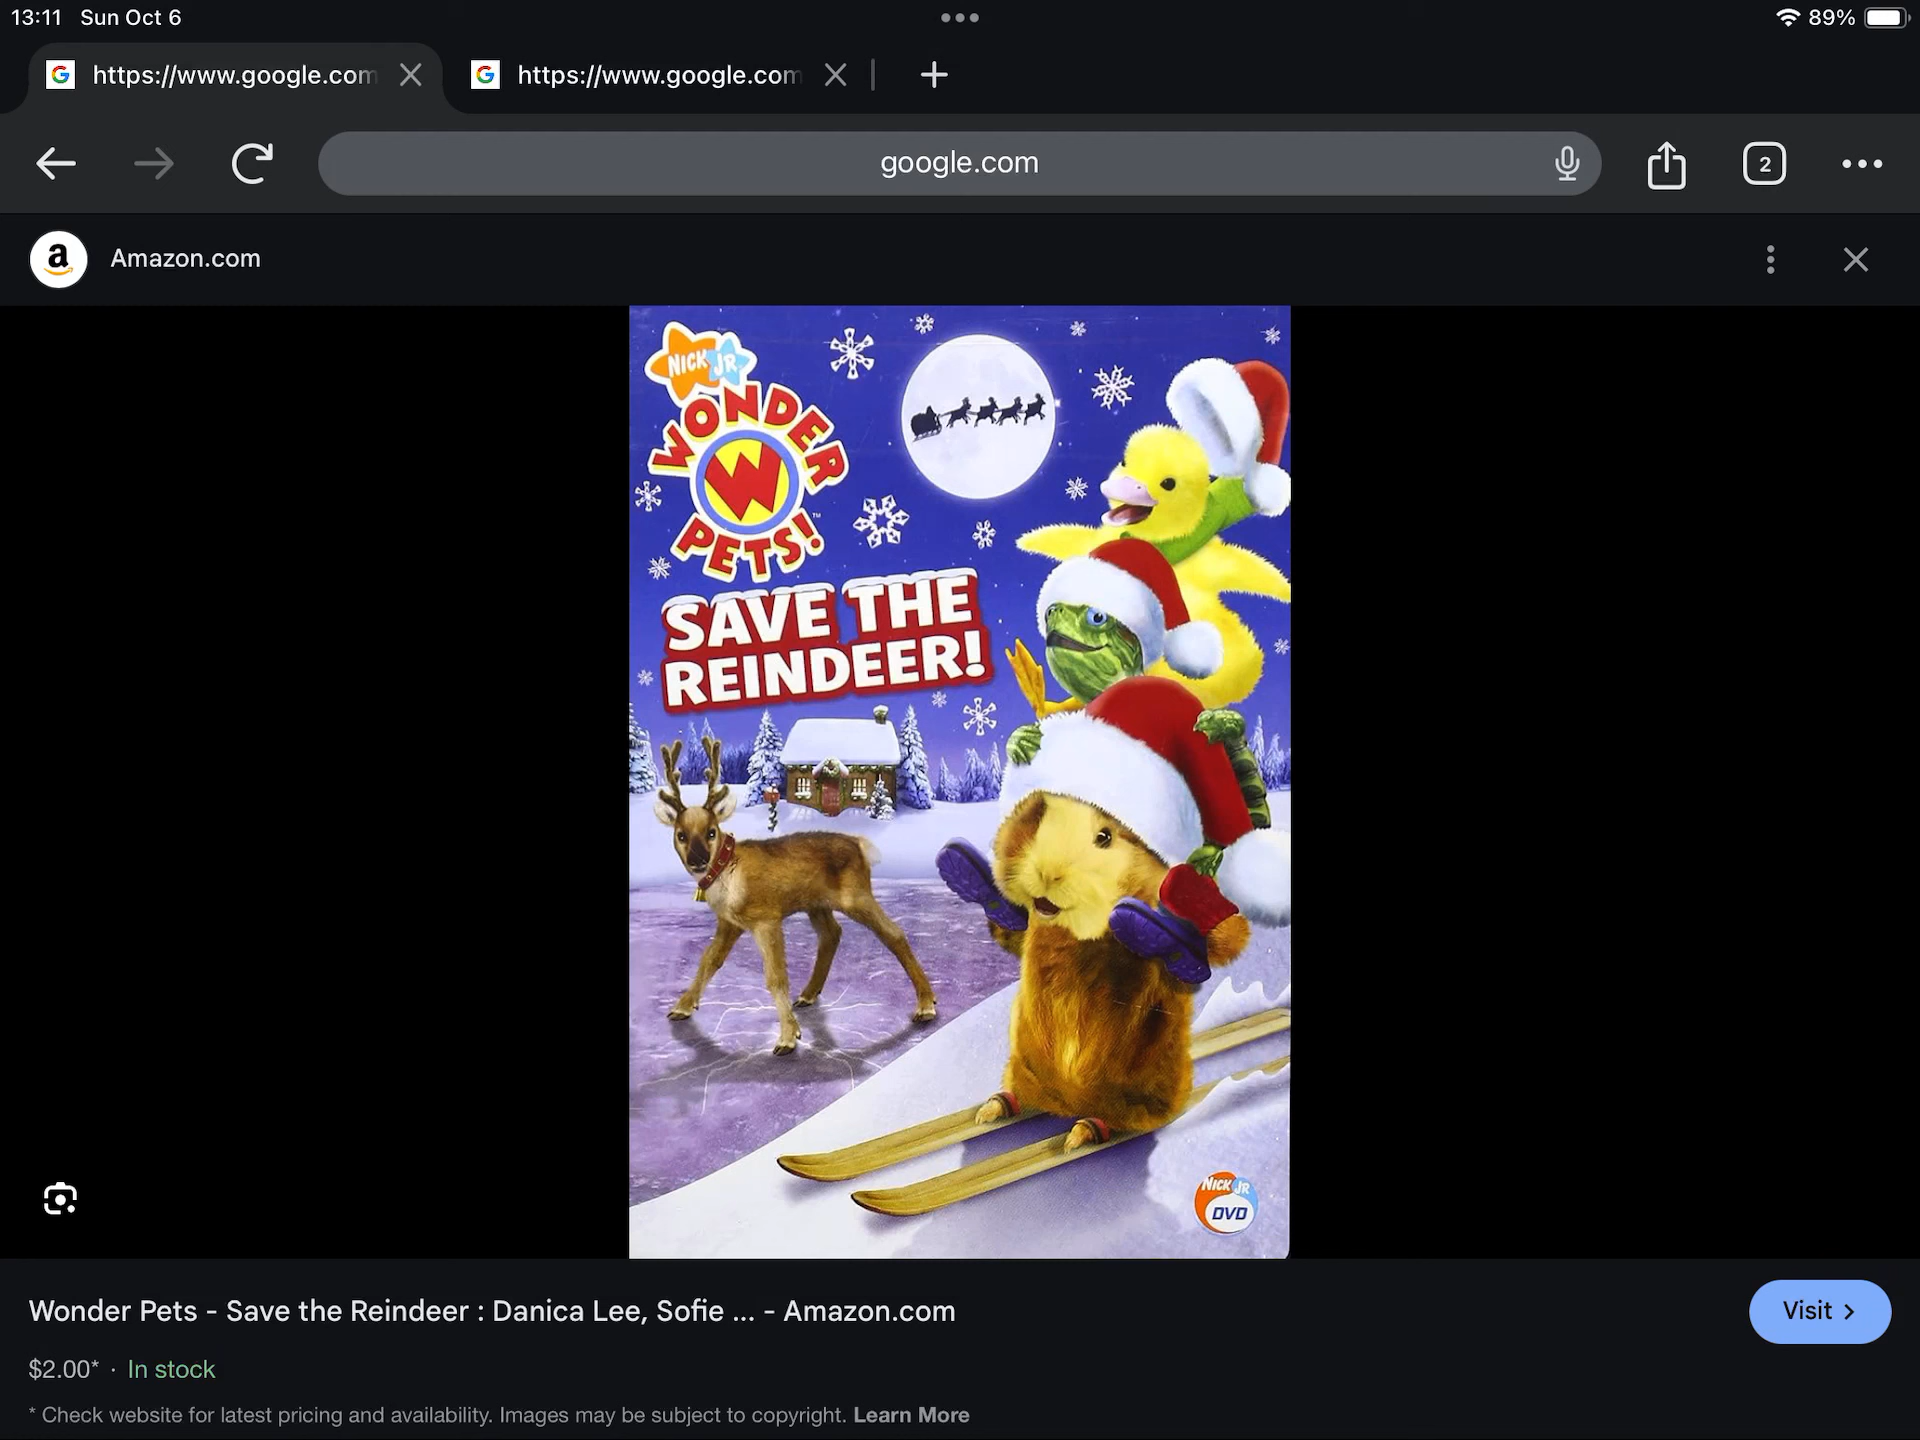 13:11 Sun Oct 6
89%
https://www.google.com
https://www.google.com
google.com
2
a
Amazon.com
NICK JR
WONDER
W
PETS!™
SAVE THE
REINDEER!
NICK JR
DVD
Wonder Pets - Save the Reindeer : Danica Lee, Sofie ... - Amazon.com
Visit
$2.00* · In stock
* Check website for latest pricing and availability. Images may be subject to copyright. Learn More